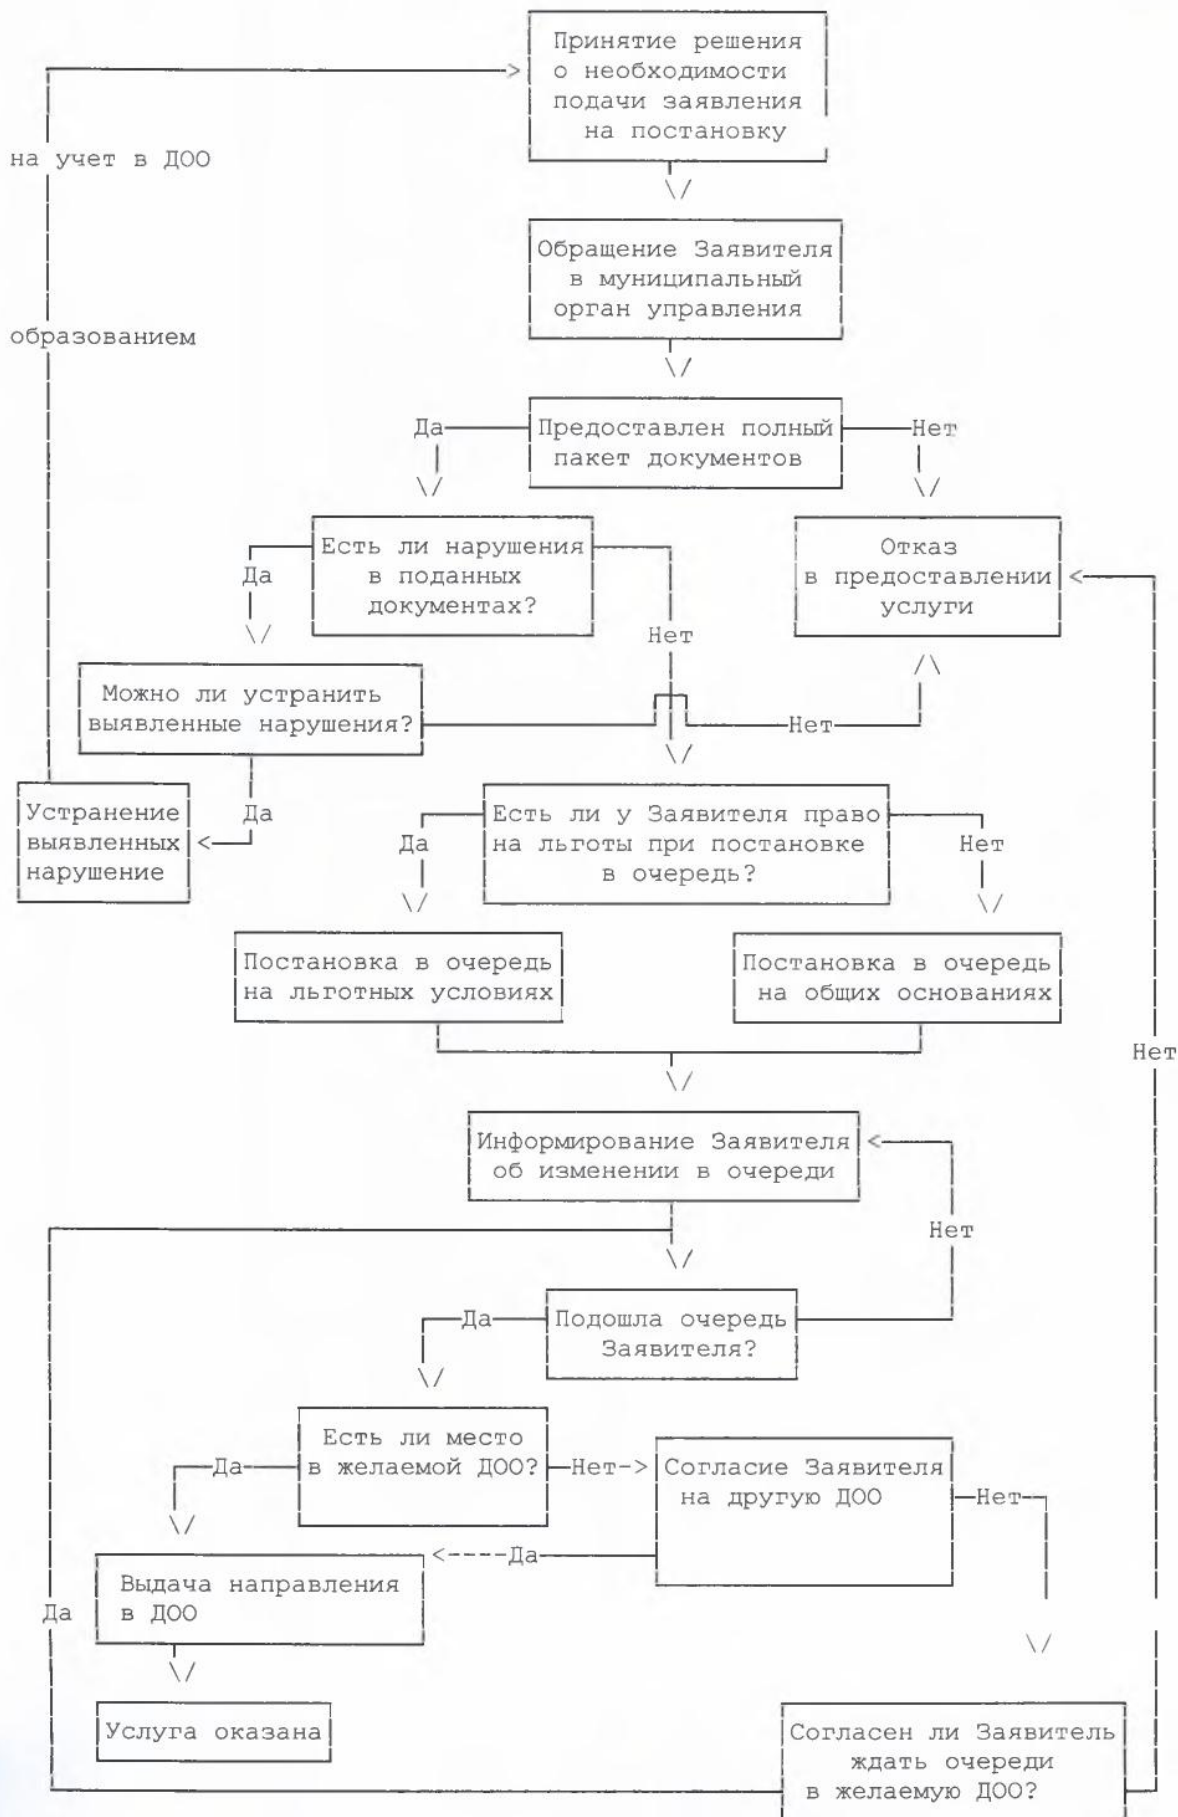 Принятие решения
о необходимости
подачи заявления
на постановку
на учет в ДОО
Обращение Заявителя
в муниципальный
орган управления
образованием
Да
Предоставлен полный
пакет документов
Нет
Есть ли нарушения
в поданных
документах?
Да
Нет
Отказ
в предоставлении
услуги
Можно ли устранить
выявленные нарушения?
Нет
Да
Устранение
выявленных
нарушение
Есть ли у Заявителя право
на льготы при постановке
в очередь?
Да
Нет
Постановка в очередь
на льготных условиях
Постановка в очередь
на общих основаниях
Нет
Информирование Заявителя
об изменении в очереди
Нет
Да
Подошла очередь
Заявителя?
Есть ли место
в желаемой ДОО?
Да
Нет
Согласие Заявителя
на другую ДОО
Нет
Да
Выдача направления
в ДОО
Да
Услуга оказана
Согласен ли Заявитель
ждать очереди
в желаемую ДОО?